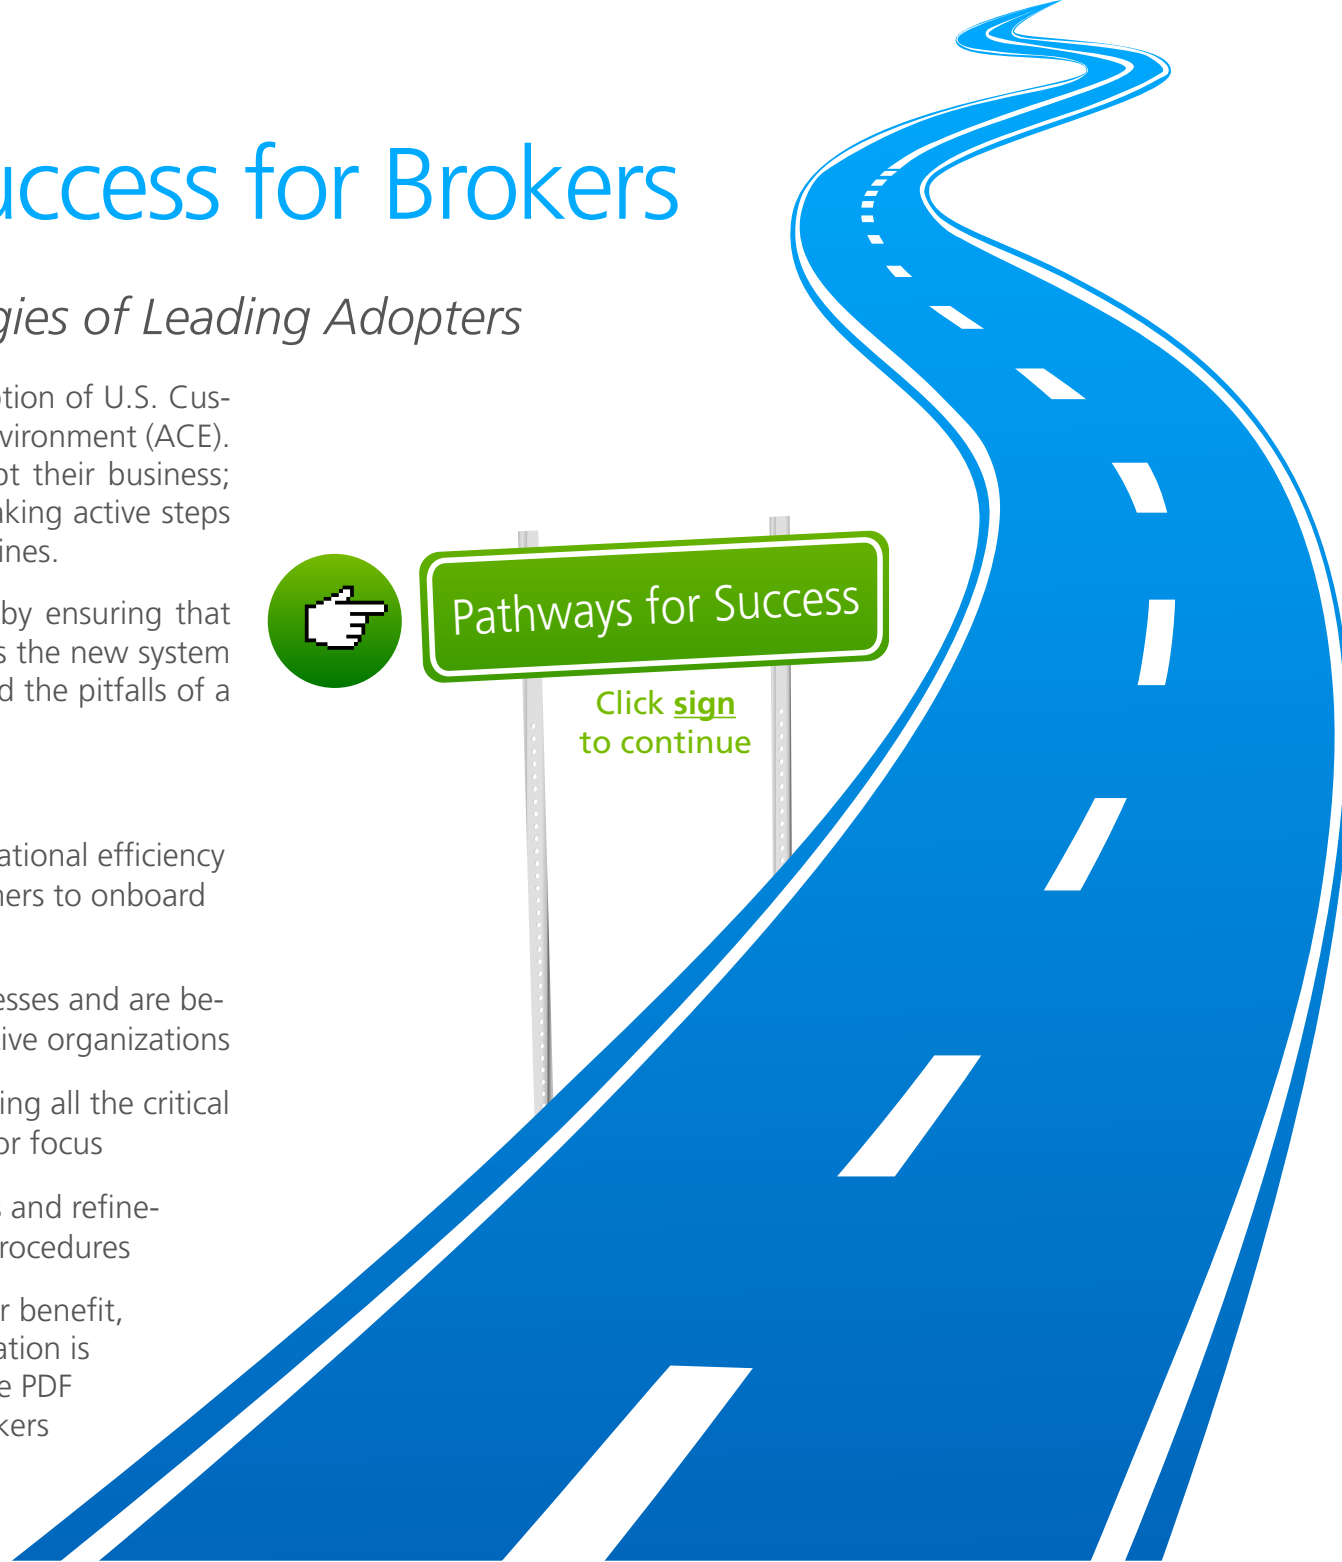 uccess for Brokers
gies of Leading Adopters
tion of U.S. Cus-
vironment (ACE).
pt their business;
aking active steps
ines.
by ensuring that
s the new system
d the pitfalls of a
Pathways for Success
Click sign
to continue
ational efficiency
ners to onboard
esses and are be-
tive organizations
ing all the critical
or focus
s and refine-
rocedures
r benefit,
ation is
e PDF
kers